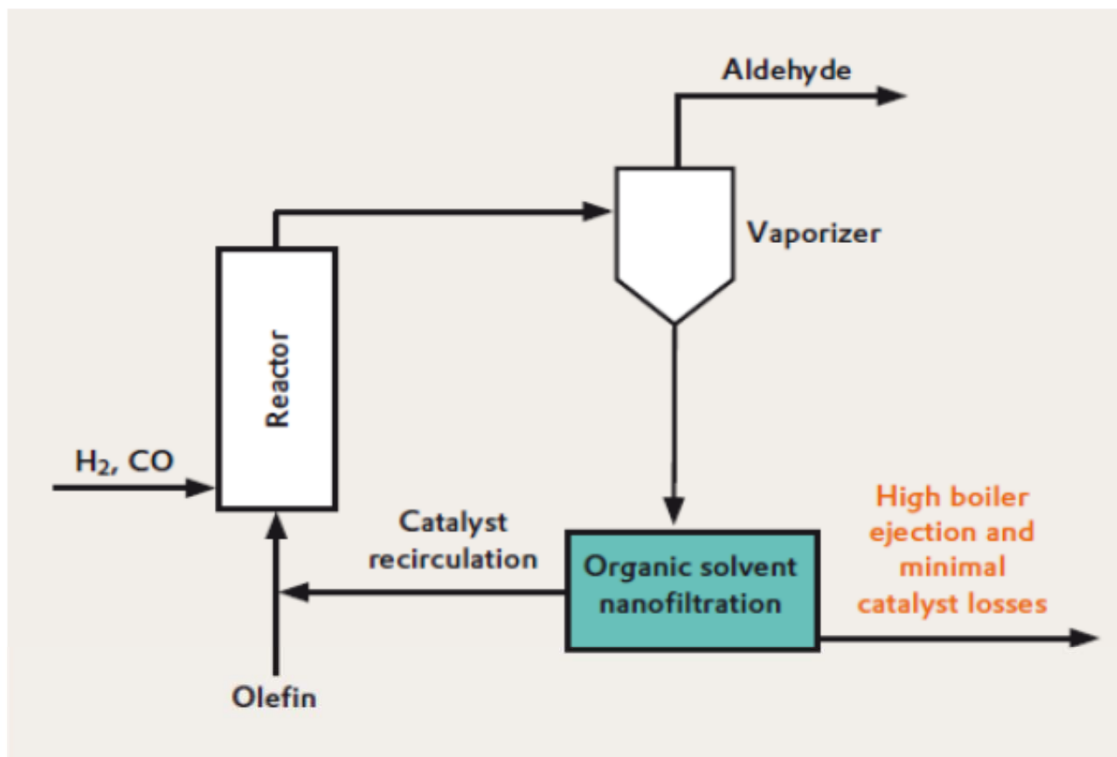 Aldehyde
Vaporizer
Reactor
H₂, CO
Catalyst
recirculation
Organic solvent
nanofiltration
High boiler
ejection and
minimal
catalyst losses
Olefin